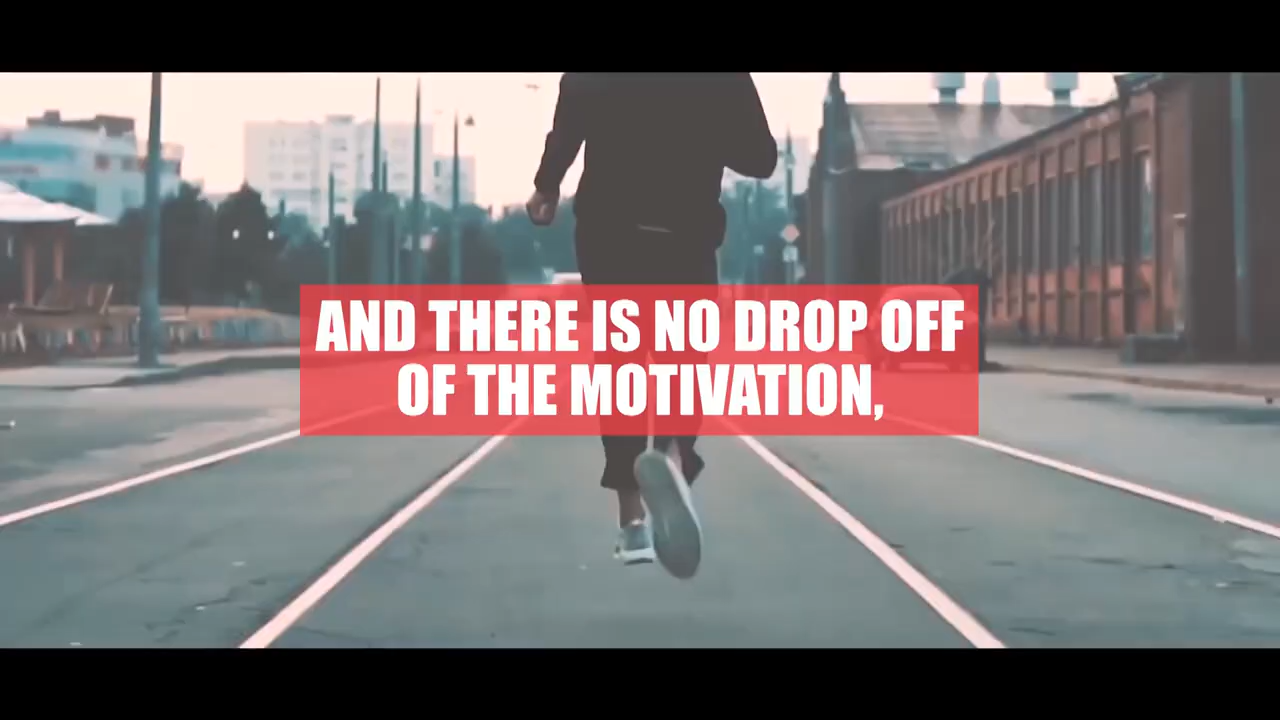 AND THERE IS NO DROP OFF
OF THE MOTIVATION,